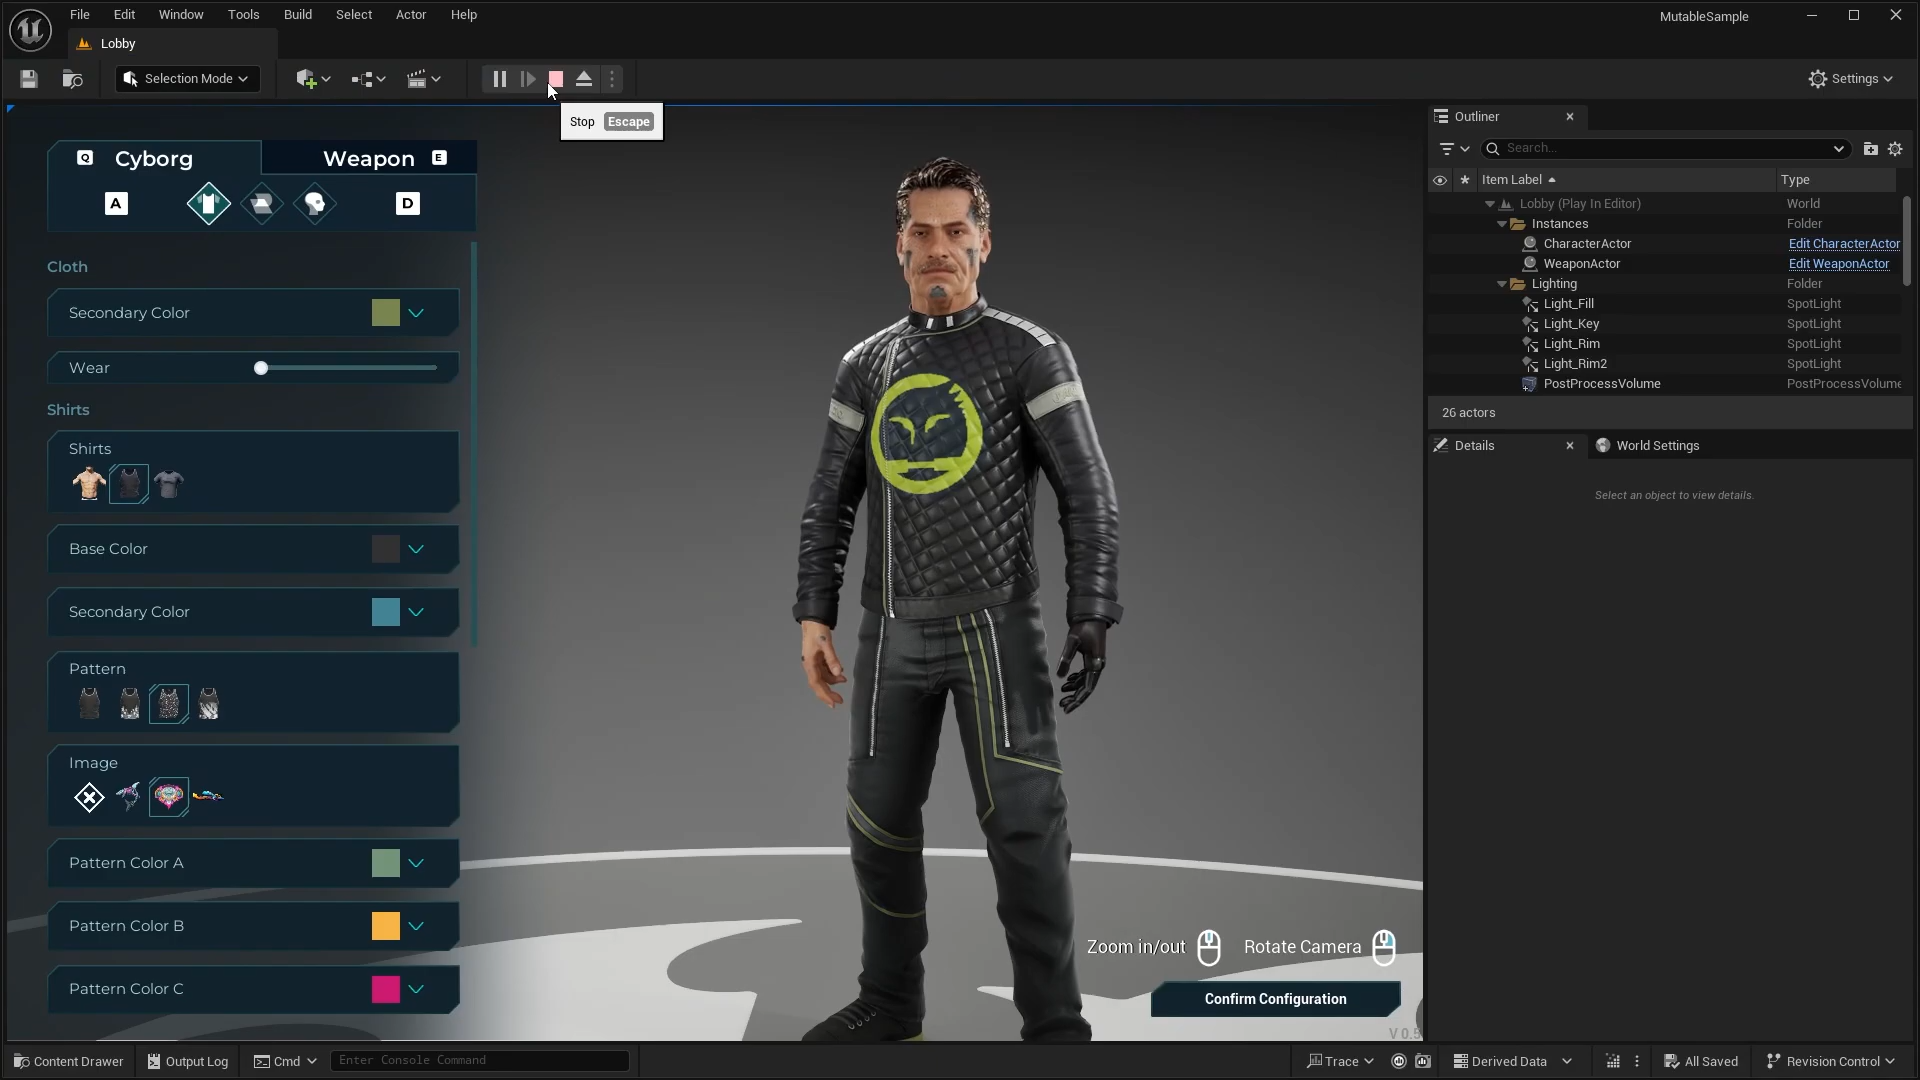 File Edit Window Tools Build Select Actor Help
MutableSample
Lobby
Selection Mode
Settings
Stop Escape
Q Cyborg
Weapon E
A
D
Cloth
Secondary Color
Wear
Shirts
Shirts
Base Color
Secondary Color
Pattern
Image
Pattern Color A
Pattern Color B
Pattern Color C
Zoom in/out
Rotate Camera
Confirm Configuration
V 0.5
Outliner
Search...
Item Label Type
Lobby (Play In Editor) World
Instances Folder
CharacterActor Edit CharacterActor
WeaponActor Edit WeaponActor
Lighting Folder
Light_Fill SpotLight
Light_Key SpotLight
Light_Rim SpotLight
Light_Rim2 SpotLight
PostProcessVolume PostProcessVolume
26 actors
Details
World Settings
Select an object to view details.
Content Drawer
Output Log
Cmd
Enter Console Command
Trace
Derived Data
All Saved
Revision Control